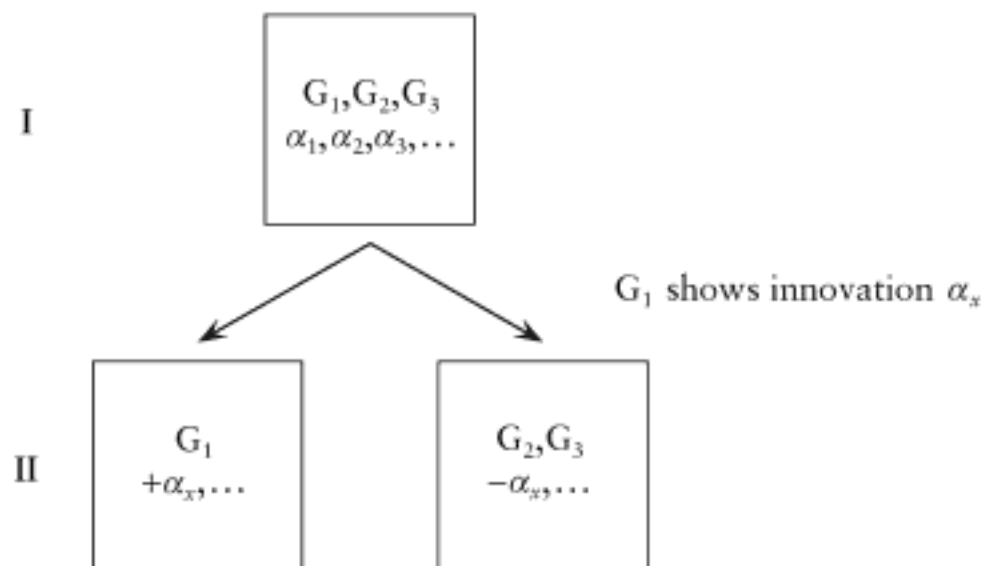 I
G₁,G₂,G₃
α₁,α₂,α₃,…
G₁ shows innovation αₓ
II
G₁
+αₓ,…
G₂,G₃
−αₓ,…